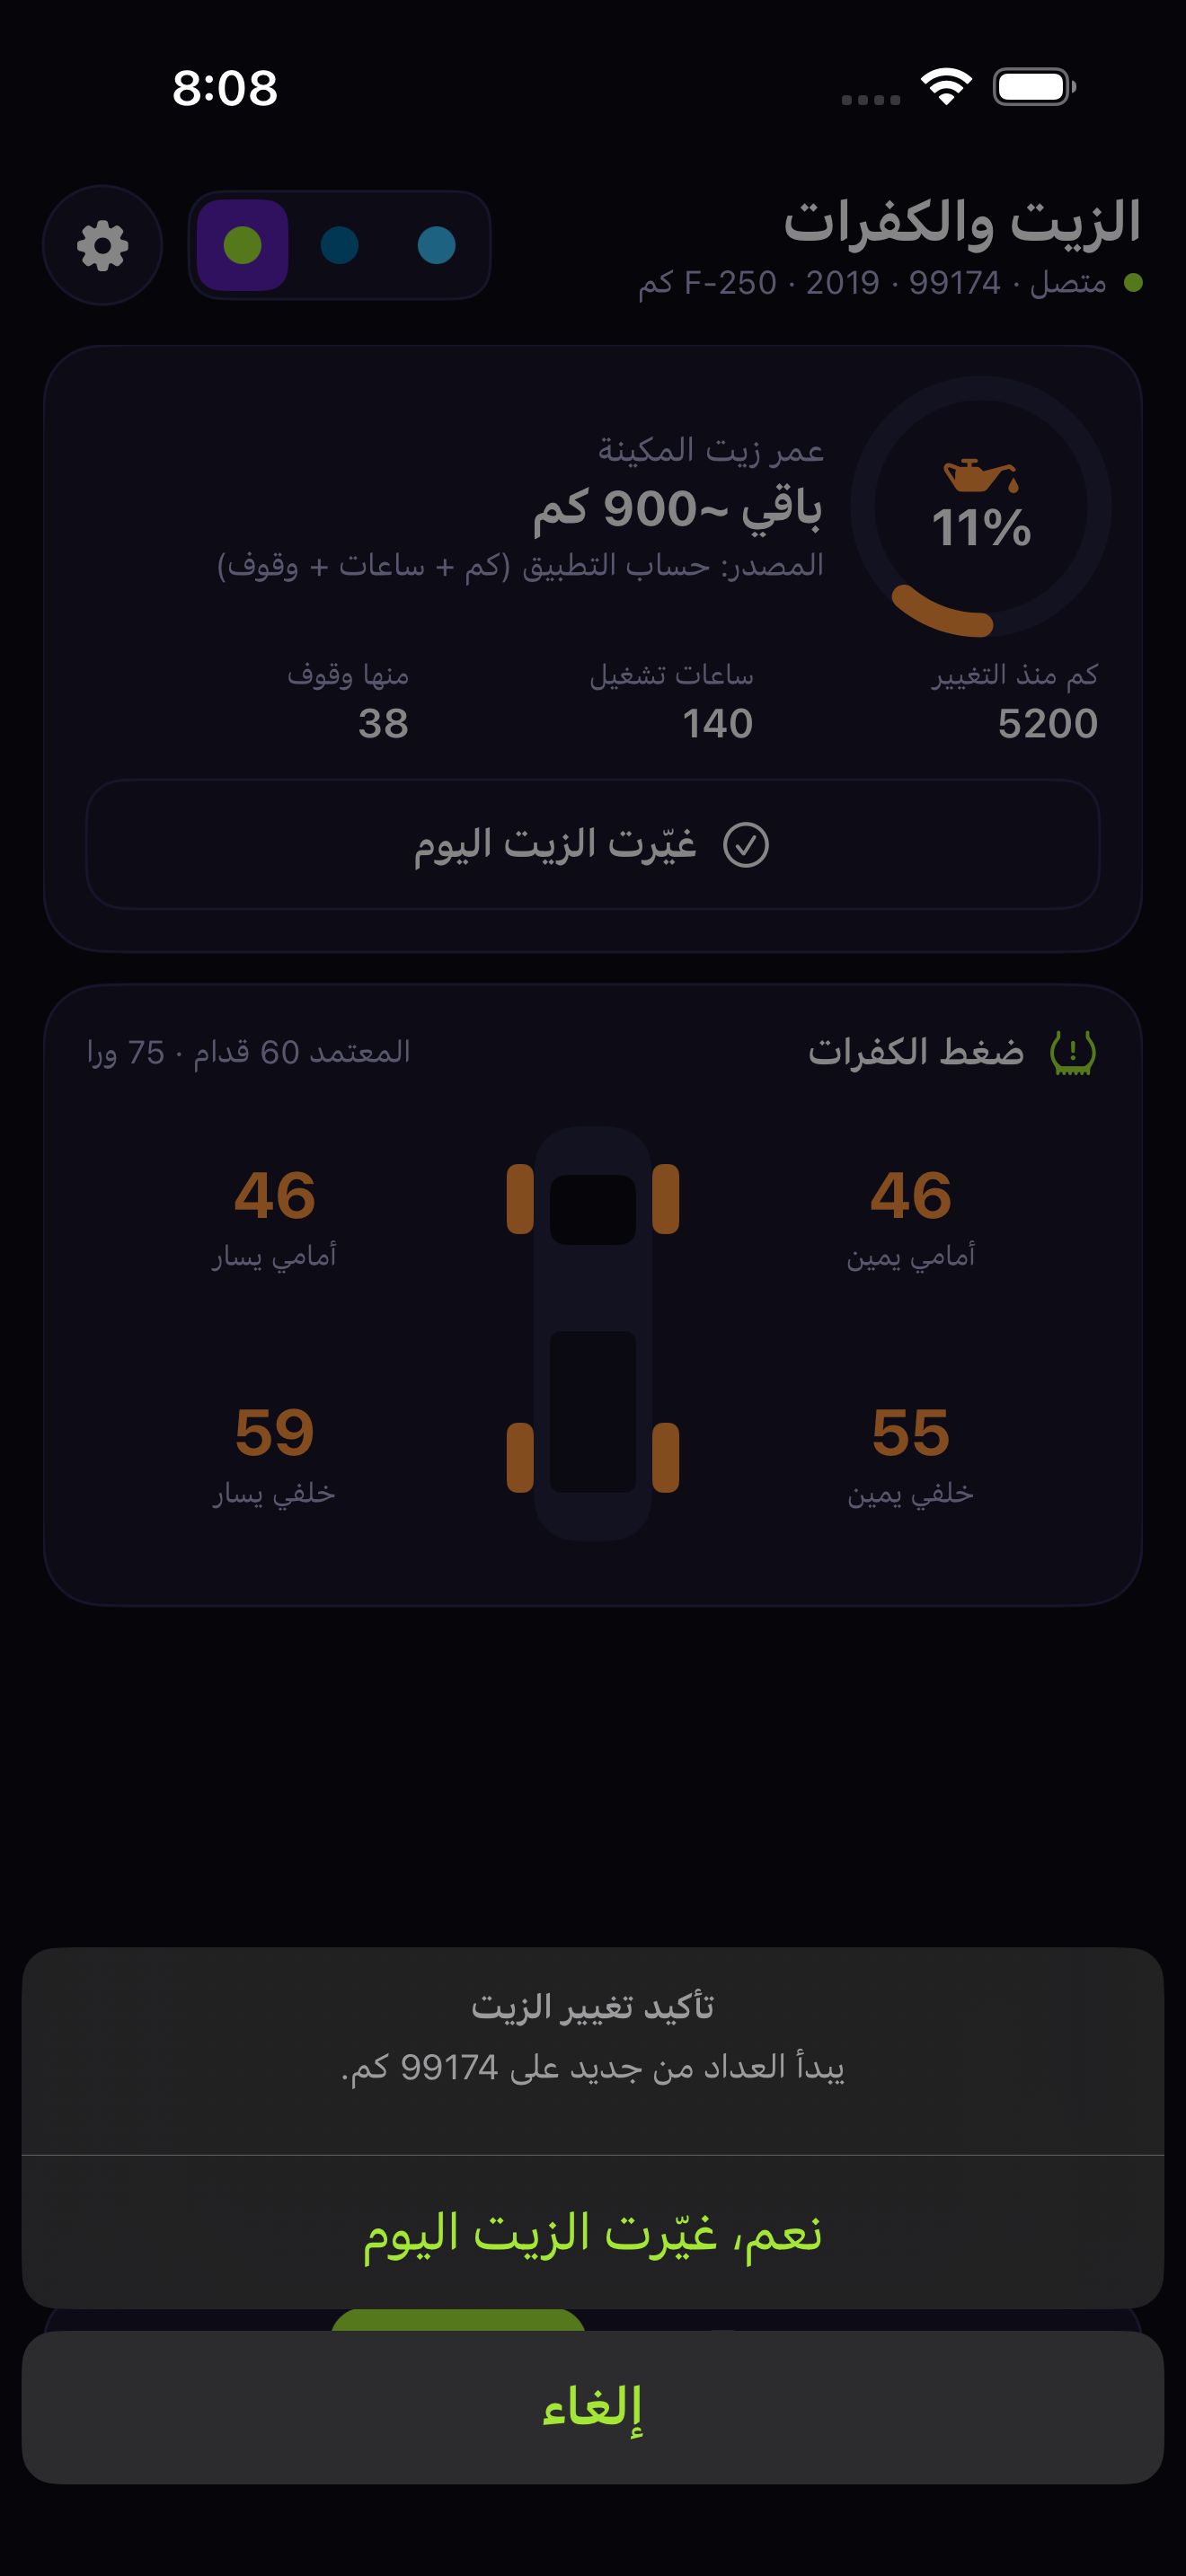 8:08
الزيت والكفرات
متصل · F-250 · 2019 · 99174 كم
11%
عمر زيت المكينة
باقي ~900 كم
المصدر: حساب التطبيق (كم + ساعات + وقوف)
كم منذ التغيير
5200
ساعات تشغيل
140
منها وقوف
38
غيّرت الزيت اليوم
ضغط الكفرات
المعتمد 60 قدام · 75 ورا
46
أمامي يمين
46
أمامي يسار
55
خلفي يمين
59
خلفي يسار
تأكيد تغيير الزيت
يبدأ العداد من جديد على 99174 كم.
نعم، غيّرت الزيت اليوم
إلغاء